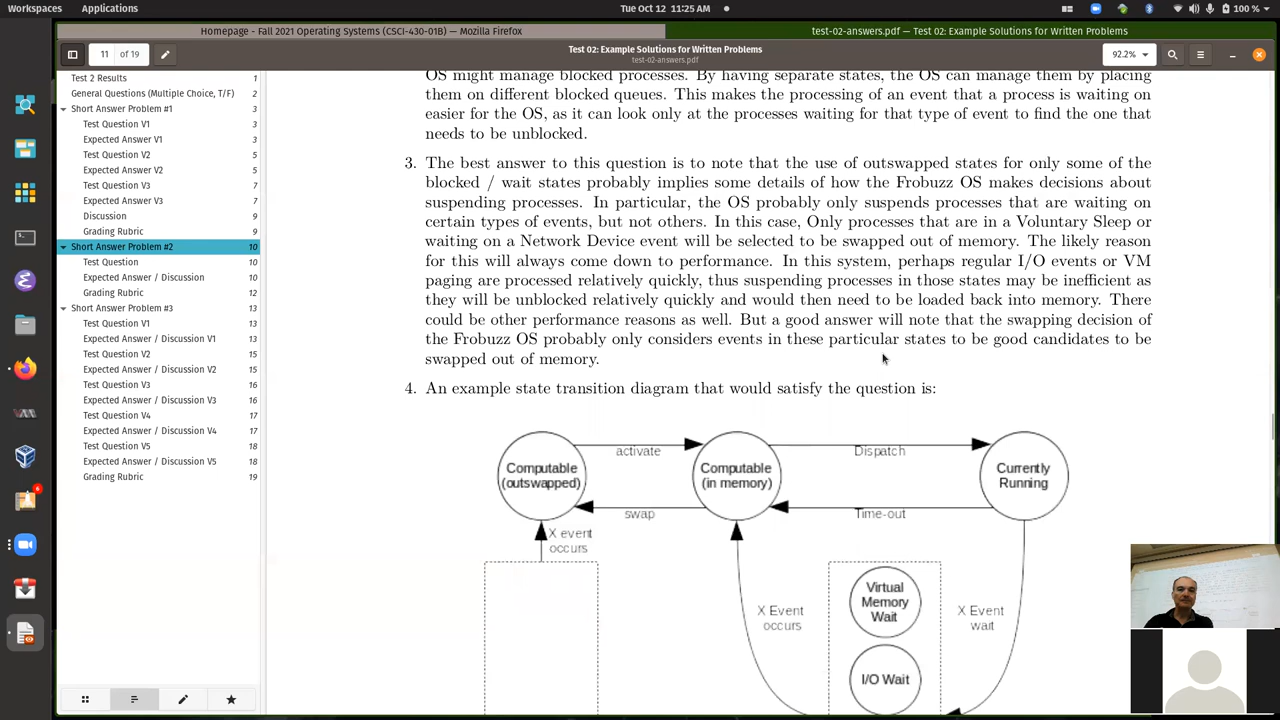 Workspaces Applications Tue Oct 12 11:25 AM 100 %
Homepage - Fall 2021 Operating Systems (CSCI-430-01B) — Mozilla Firefox
test-02-answers.pdf — Test 02: Example Solutions for Written Problems
11 of 19
Test 02: Example Solutions for Written Problems
test-02-answers.pdf
92.2%
Test 2 Results 1
General Questions (Multiple Choice, T/F) 2
Short Answer Problem #1 3
Test Question V1 3
Expected Answer V1 3
Test Question V2 5
Expected Answer V2 5
Test Question V3 7
Expected Answer V3 7
Discussion 9
Grading Rubric 9
Short Answer Problem #2 10
Test Question 10
Expected Answer / Discussion 10
Grading Rubric 12
Short Answer Problem #3 13
Test Question V1 13
Expected Answer / Discussion V1 13
Test Question V2 15
Expected Answer / Discussion V2 15
Test Question V3 16
Expected Answer / Discussion V3 16
Test Question V4 17
Expected Answer / Discussion V4 17
Test Question V5 18
Expected Answer / Discussion V5 18
Grading Rubric 19
OS might manage blocked processes. By having separate states, the OS can manage them by placing
them on different blocked queues. This makes the processing of an event that a process is waiting on
easier for the OS, as it can look only at the processes waiting for that type of event to find the one that
needs to be unblocked.
3. The best answer to this question is to note that the use of outswapped states for only some of the
blocked / wait states probably implies some details of how the Frobuzz OS makes decisions about
suspending processes. In particular, the OS probably only suspends processes that are waiting on
certain types of events, but not others. In this case, Only processes that are in a Voluntary Sleep or
waiting on a Network Device event will be selected to be swapped out of memory. The likely reason
for this will always come down to performance. In this system, perhaps regular I/O events or VM
paging are processed relatively quickly, thus suspending processes in those states may be inefficient as
they will be unblocked relatively quickly and would then need to be loaded back into memory. There
could be other performance reasons as well. But a good answer will note that the swapping decision of
the Frobuzz OS probably only considers events in these particular states to be good candidates to be
swapped out of memory.
4. An example state transition diagram that would satisfy the question is:
Computable
(outswapped)
activate
swap
Computable
(in memory)
Dispatch
Time-out
Currently
Running
X event
occurs
X Event
occurs
Virtual
Memory
Wait
I/O Wait
X Event
wait